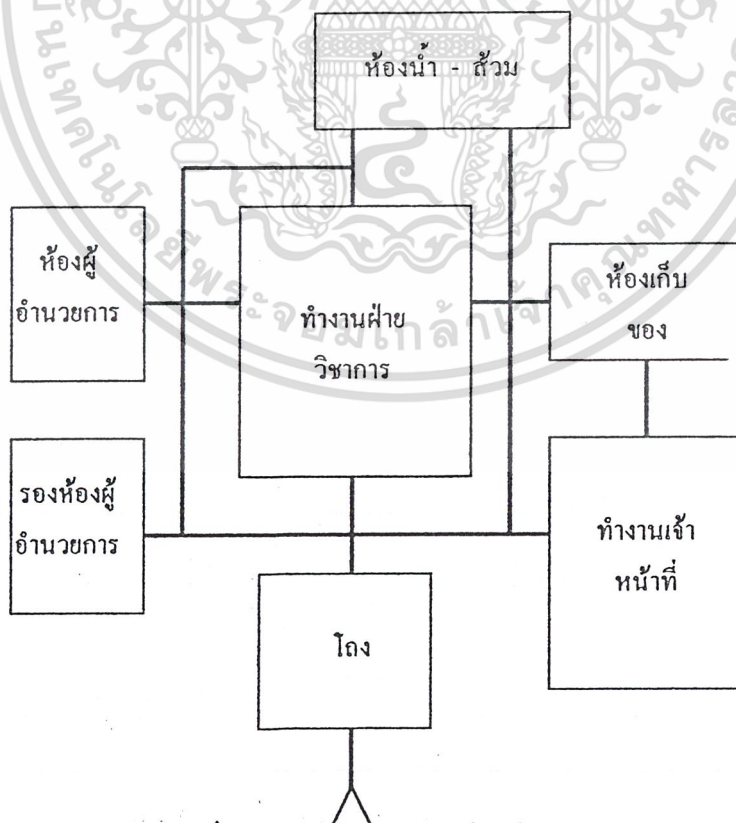 ห้องน้ำ - ส้วม
ห้องผู้
อำนวยการ
ทำงานฝ่าย
วิชาการ
ห้องเก็บ
ของ
รองห้องผู้
อำนวยการ
ทำงานเจ้า
หน้าที่
โถง